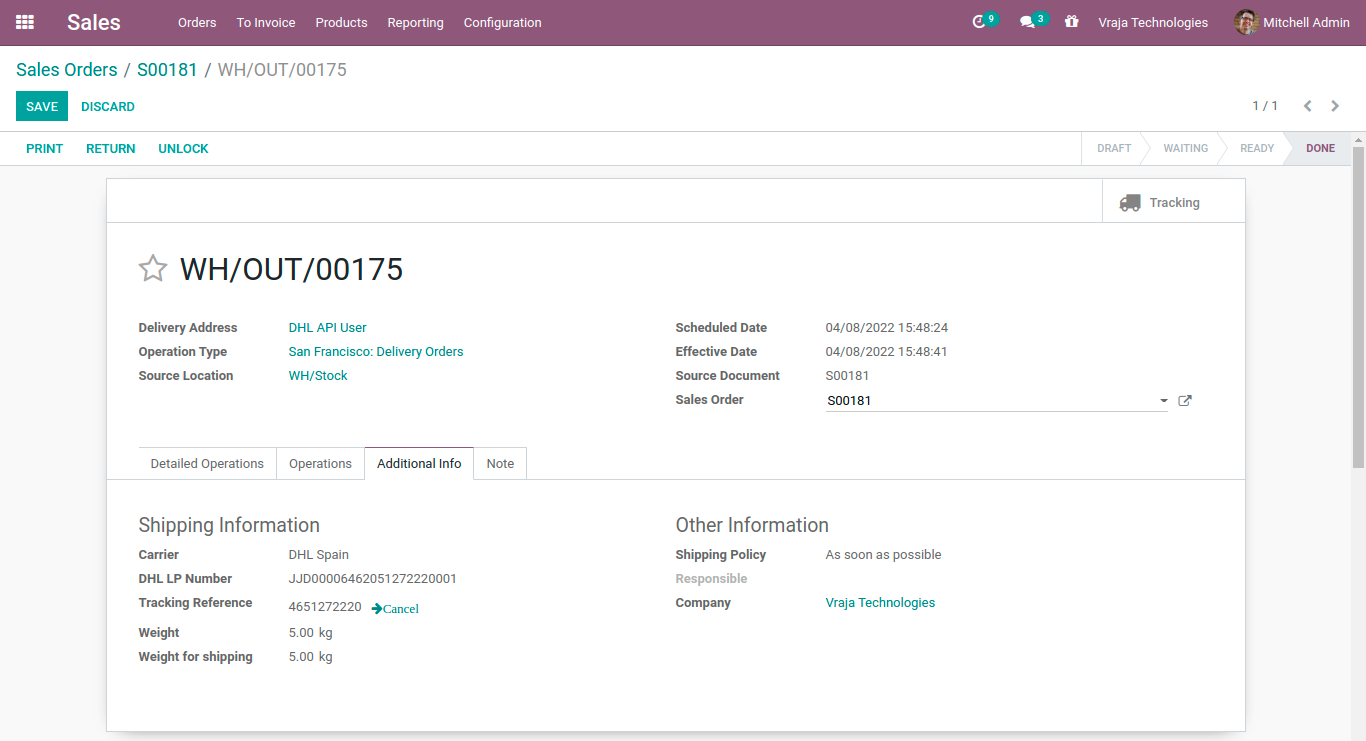 Sales Orders To Invoice Products Reporting Configuration 9 3 Vraja Technologies Mitchell Admin
Sales Orders / S00181 / WH/OUT/00175
SAVE DISCARD 1 / 1
PRINT RETURN UNLOCK DRAFT WAITING READY DONE
Tracking
WH/OUT/00175
Delivery Address DHL API User Scheduled Date 04/08/2022 15:48:24
Operation Type San Francisco: Delivery Orders Effective Date 04/08/2022 15:48:41
Source Location WH/Stock Source Document S00181
Sales Order S00181
Detailed Operations Operations Additional Info Note
Shipping Information Other Information
Carrier DHL Spain Shipping Policy As soon as possible
DHL LP Number JJD00006462051272220001 Responsible
Tracking Reference 4651272220 Cancel Company Vraja Technologies
Weight 5.00 kg
Weight for shipping 5.00 kg